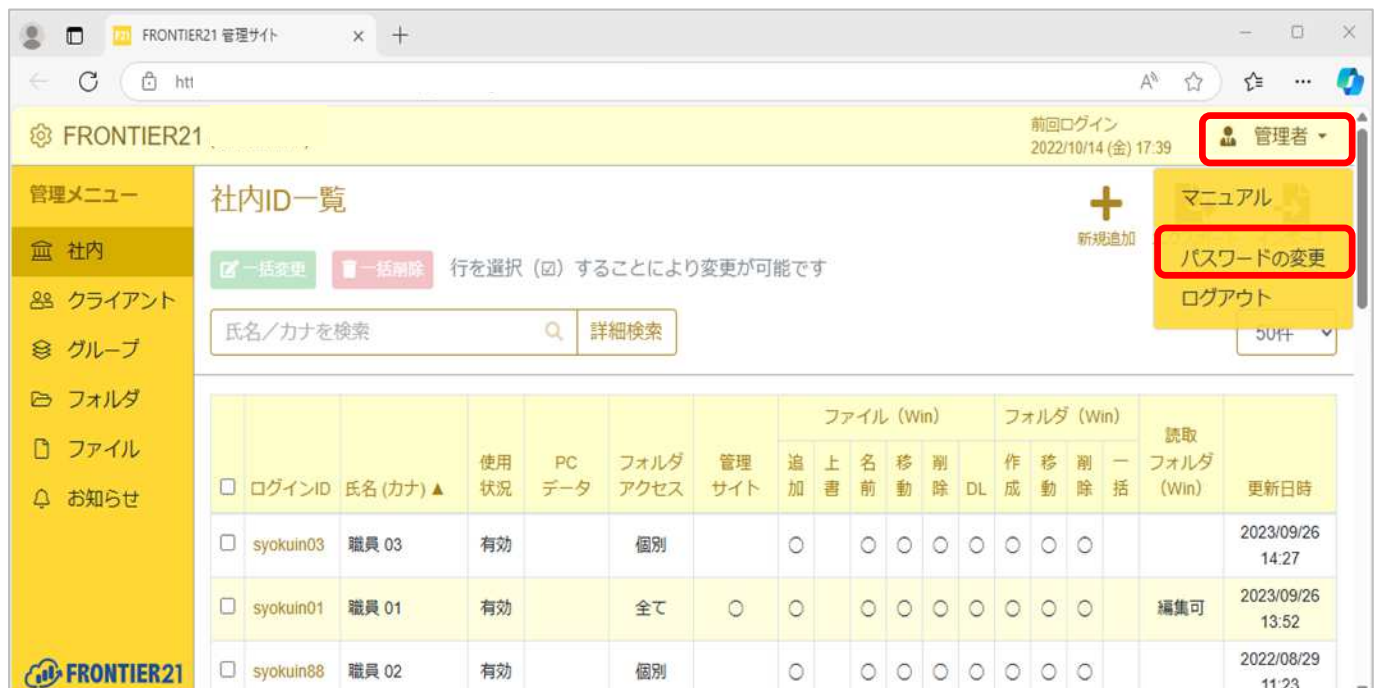 FRONTIER21 管理サイト
htt
FRONTIER21
前回ログイン
2022/10/14 (金) 17:39
管理者
管理メニュー
社内
クライアント
グループ
フォルダ
ファイル
お知らせ
FRONTIER21
社内ID一覧
新規追加
マニュアル
パスワードの変更
ログアウト
一括変更
一括削除
行を選択（☑）することにより変更が可能です
氏名／カナを検索
詳細検索
50件
ファイル（Win） フォルダ（Win）
ログインID 氏名 (カナ)▲ 使用状況 PCデータ フォルダアクセス 管理サイト 追加 上書 名前 移動 削除 DL 作成 移動 削除 一括 読取フォルダ（Win） 更新日時
syokuin03 職員 03 有効 個別 〇 〇 〇 〇 〇 〇 〇 〇 2023/09/26 14:27
syokuin01 職員 01 有効 全て 〇 〇 〇 〇 〇 〇 〇 〇 〇 編集可 2023/09/26 13:52
syokuin88 職員 02 有効 個別 〇 〇 〇 〇 〇 〇 〇 〇 2022/08/29 11:23